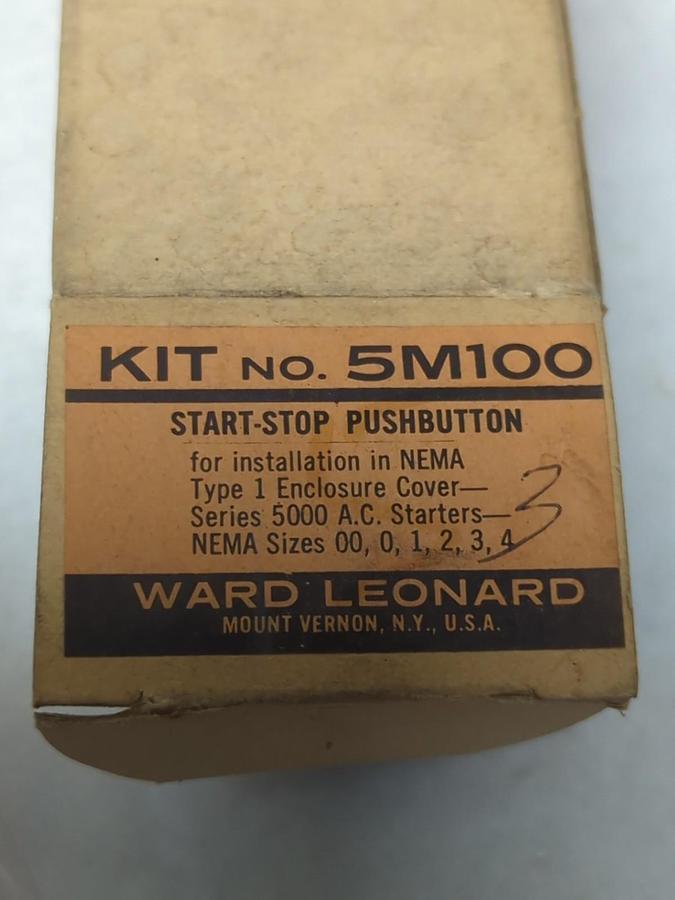 KIT NO. 5M100
START-STOP PUSHBUTTON
for installation in NEMA
Type 1 Enclosure Cover—
Series 5000 A.C. Starters—
NEMA Sizes 00, 0, 1, 2, 3, 4
3
WARD LEONARD
MOUNT VERNON, N.Y., U.S.A.